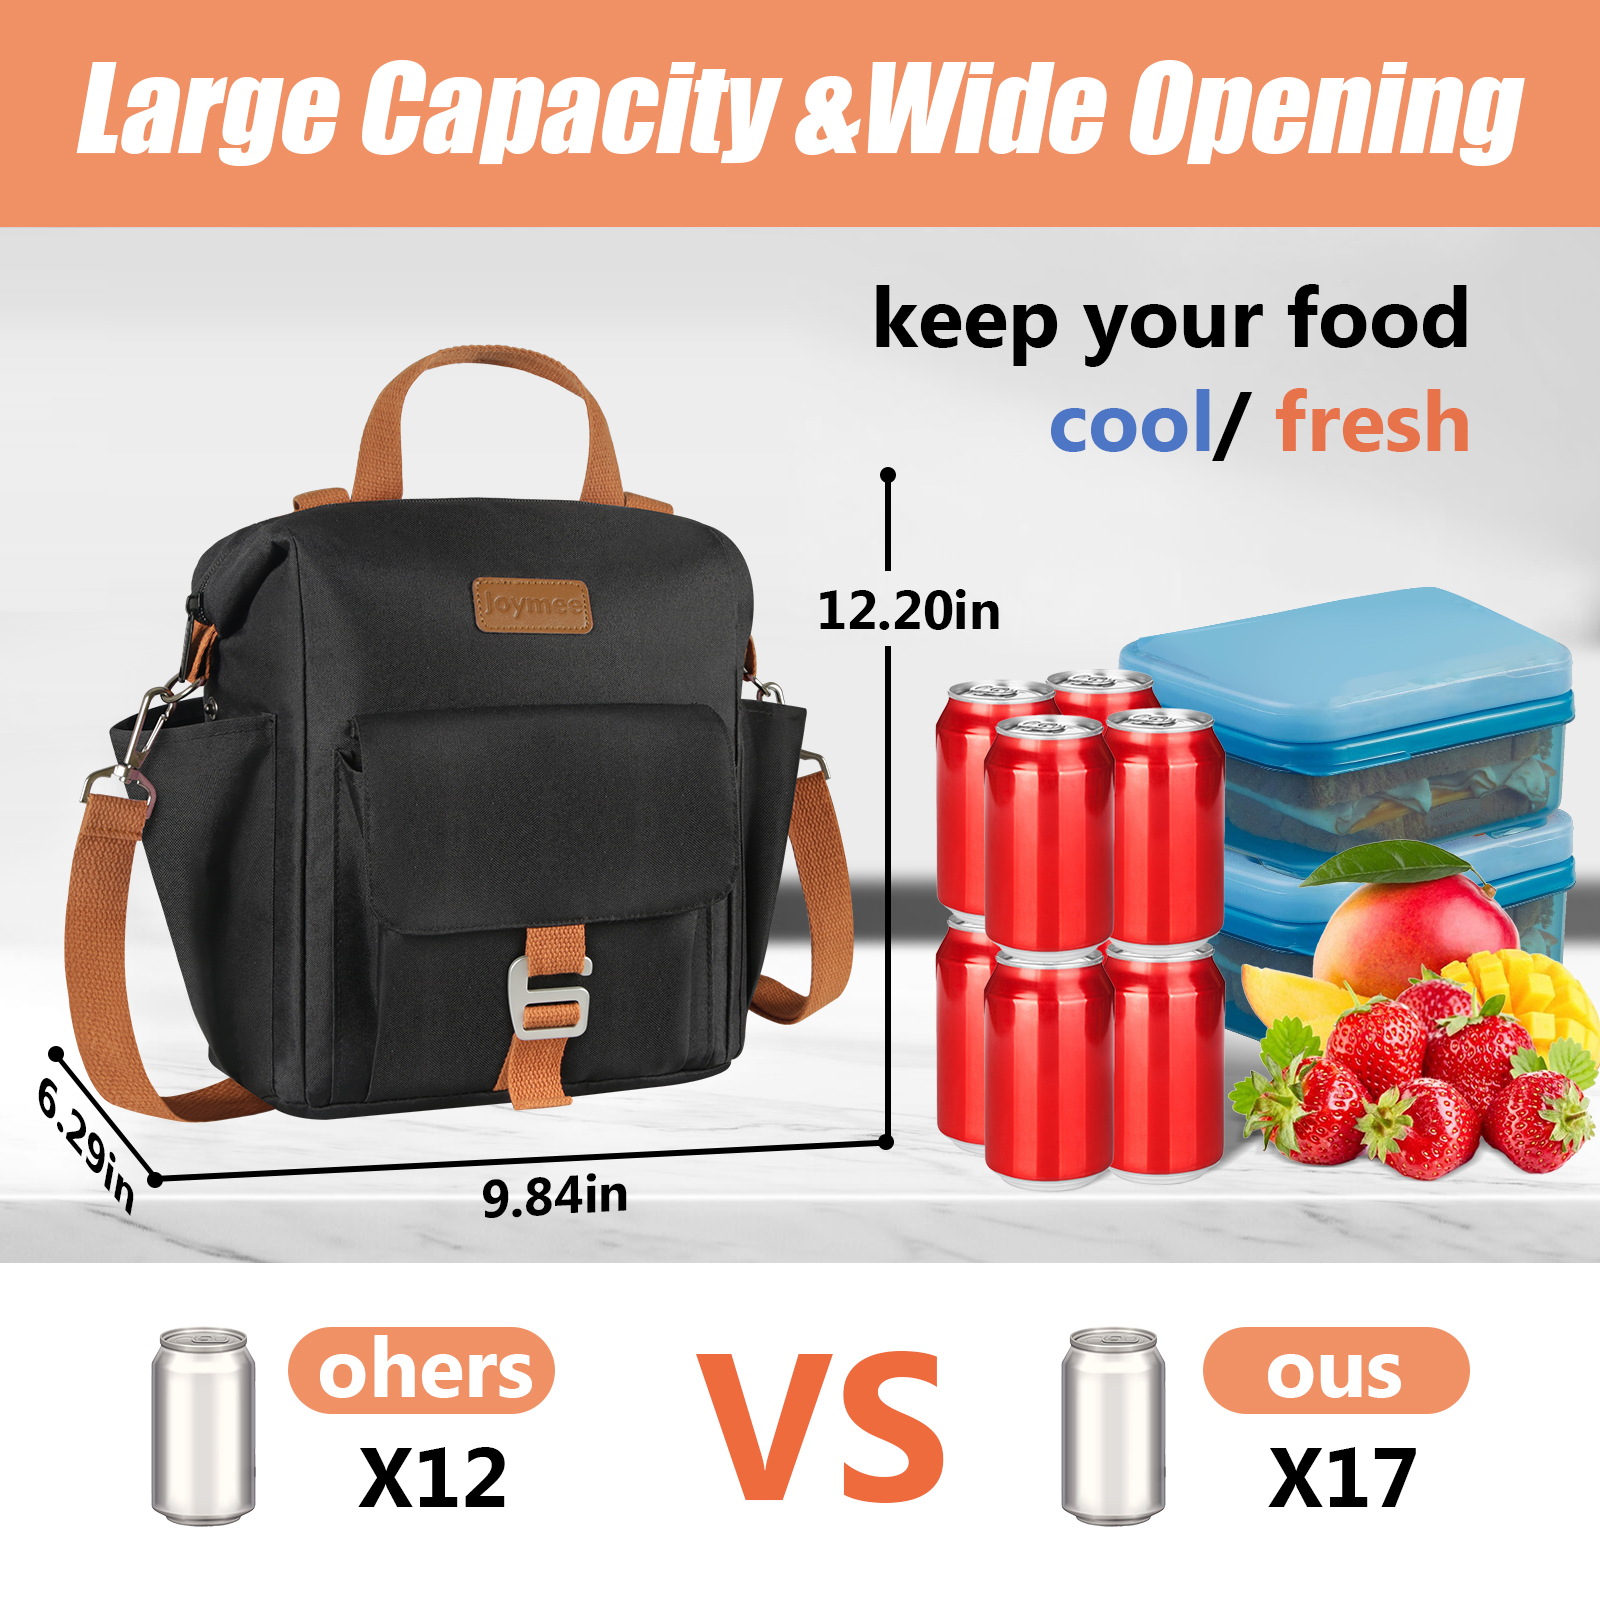 Large Capacity &Wide Opening
keep your food
cool/ fresh
Joymee
12.20in
6.29in
9.84in
ohers
X12
VS
ous
X17